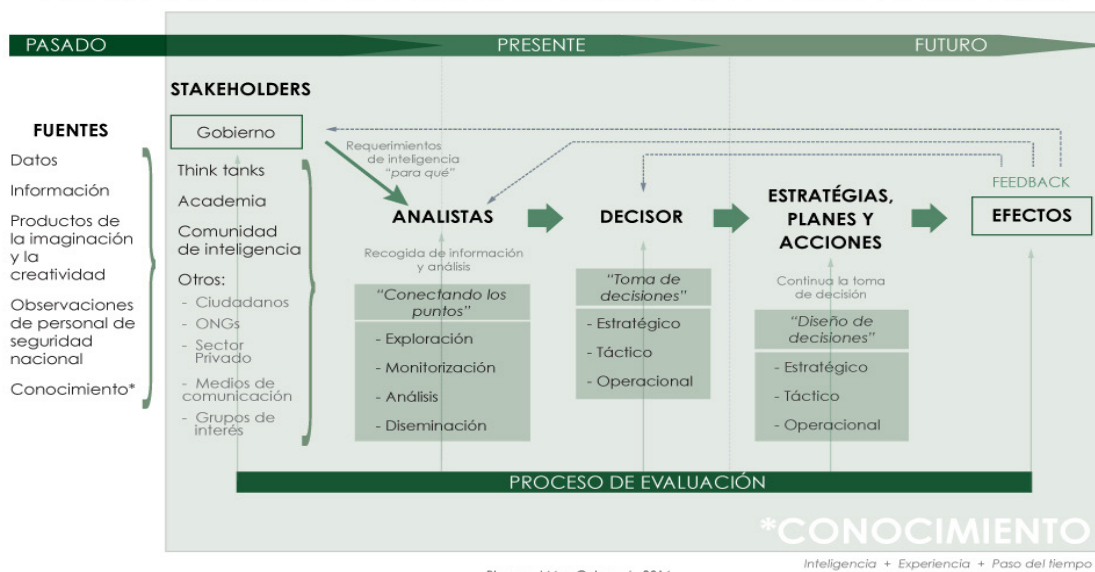 PASADO
PRESENTE
FUTURO
FUENTES
Datos
Información
Productos de
la imaginación
y la
creatividad
Observaciones
de personal de
seguridad
nacional
Conocimiento*
STAKEHOLDERS
Gobierno
Think tanks
Academia
Comunidad
de inteligencia
Otros:
- Ciudadanos
- ONGs
- Sector
Privado
- Medios de
comunicación
- Grupos de
interés
Requerimientos
de inteligencia
"para qué"
ANALISTAS
Recogida de información
y análisis
"Conectando los
puntos"
- Exploración
- Monitorización
- Análisis
- Diseminación
DECISOR
"Toma de
decisiones"
- Estratégico
- Táctico
- Operacional
ESTRATÉGIAS,
PLANES Y
ACCIONES
Continua la toma
de decisión
"Diseño de
decisiones"
- Estratégico
- Táctico
- Operacional
FEEDBACK
EFECTOS
PROCESO DE EVALUACIÓN
*CONOCIMIENTO
Inteligencia + Experiencia + Paso del tiempo